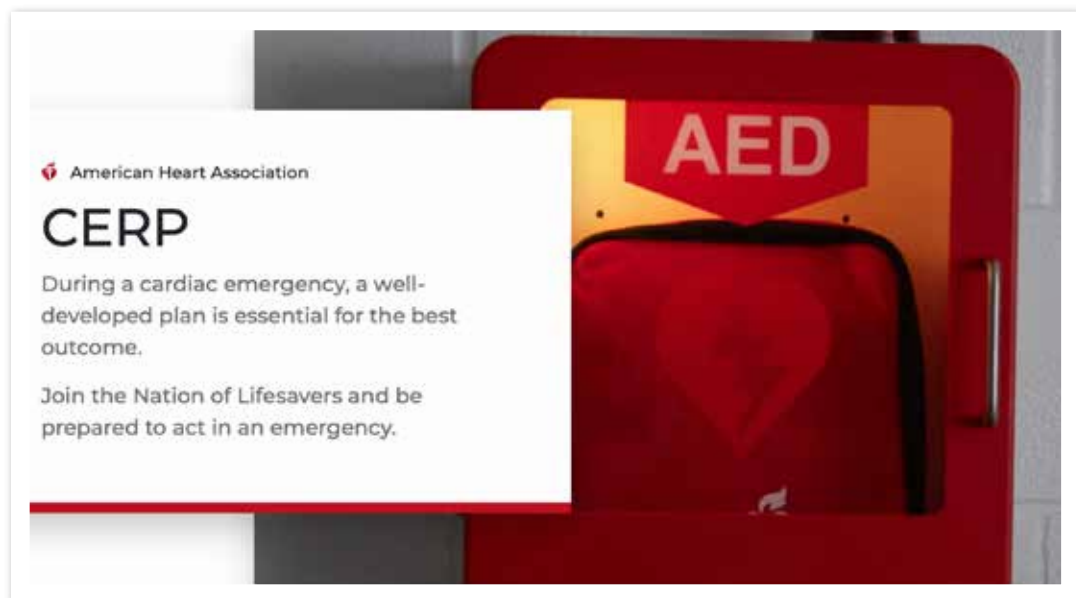 American Heart Association
CERP
During a cardiac emergency, a well-
developed plan is essential for the best
outcome.
Join the Nation of Lifesavers and be
prepared to act in an emergency.
AED